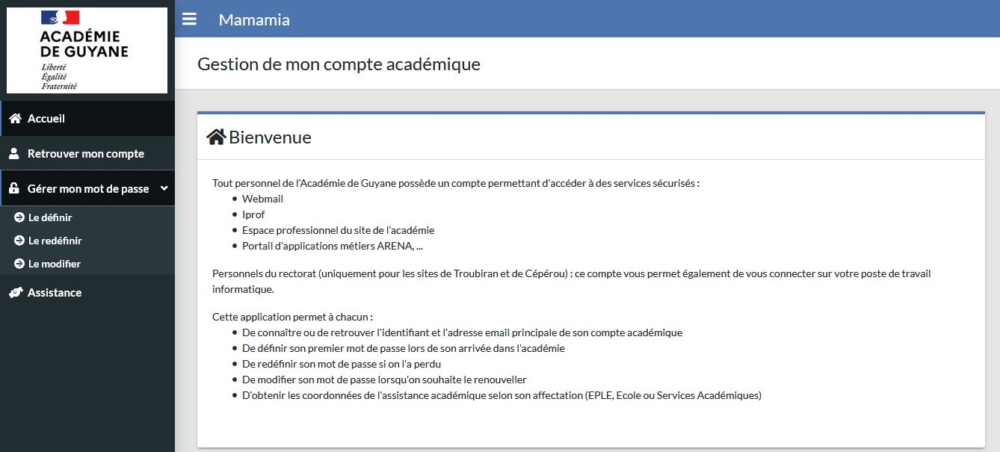 ACADÉMIE
DE GUYANE
Liberté
Égalité
Fraternité
Accueil
Retrouver mon compte
Gérer mon mot de passe
Le définir
Le redéfinir
Le modifier
Assistance
Mamamia
Gestion de mon compte académique
Bienvenue
Tout personnel de l'Académie de Guyane possède un compte permettant d'accéder à des services sécurisés :
• Webmail
• Iprof
• Espace professionnel du site de l'académie
• Portail d'applications métiers ARENA, ...
Personnels du rectorat (uniquement pour les sites de Troubiran et de Cépérou) : ce compte vous permet également de vous connecter sur votre poste de travail
informatique.
Cette application permet à chacun :
• De connaître ou de retrouver l'identifiant et l'adresse email principale de son compte académique
• De définir son premier mot de passe lors de son arrivée dans l'académie
• De redéfinir son mot de passe si on l'a perdu
• De modifier son mot de passe lorsqu'on souhaite le renouveller
• D'obtenir les coordonnées de l'assistance académique selon son affectation (EPLE, Ecole ou Services Académiques)